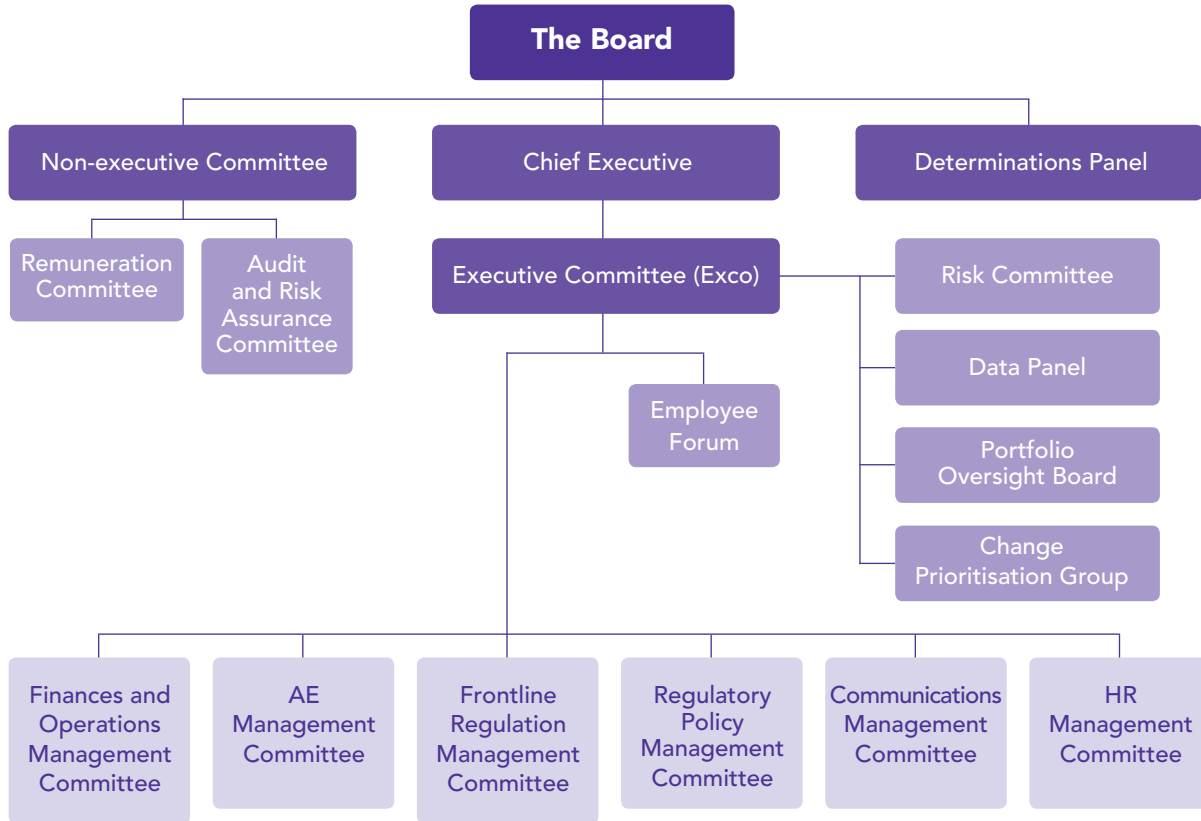 The Board
Non-executive Committee
Chief Executive
Determinations Panel
Remuneration
Committee
Audit
and Risk
Assurance
Committee
Executive Committee (Exco)
Risk Committee
Data Panel
Employee
Forum
Portfolio
Oversight Board
Change
Prioritisation Group
Finances and
Operations
Management
Committee
AE
Management
Committee
Frontline
Regulation
Management
Committee
Regulatory
Policy
Management
Committee
Communications
Management
Committee
HR
Management
Committee